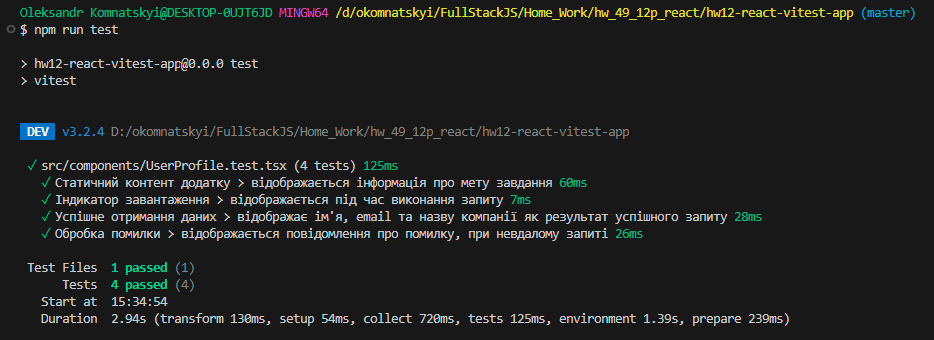 Oleksandr Komnatskyi@DESKTOP-0UJT6JD MINGW64 /d/okomnatskyi/FullStackJS/Home_Work/hw_49_12p_react/hw12-react-vitest-app (master)
$ npm run test
> hw12-react-vitest-app@0.0.0 test
> vitest
DEV v3.2.4 D:/okomnatskyi/FullStackJS/Home_Work/hw_49_12p_react/hw12-react-vitest-app
✓ src/components/UserProfile.test.tsx (4 tests) 125ms
✓ Статичний контент додатку > відображається інформація про мету завдання 60ms
✓ Індикатор завантаження > відображається під час виконання запиту 7ms
✓ Успішне отримання даних > відображає ім'я, email та назву компанії як результат успішного запиту 28ms
✓ Обробка помилки > відображається повідомлення про помилку, при невдалому запиті 26ms
Test Files 1 passed (1)
Tests 4 passed (4)
Start at 15:34:54
Duration 2.94s (transform 130ms, setup 54ms, collect 720ms, tests 125ms, environment 1.39s, prepare 239ms)